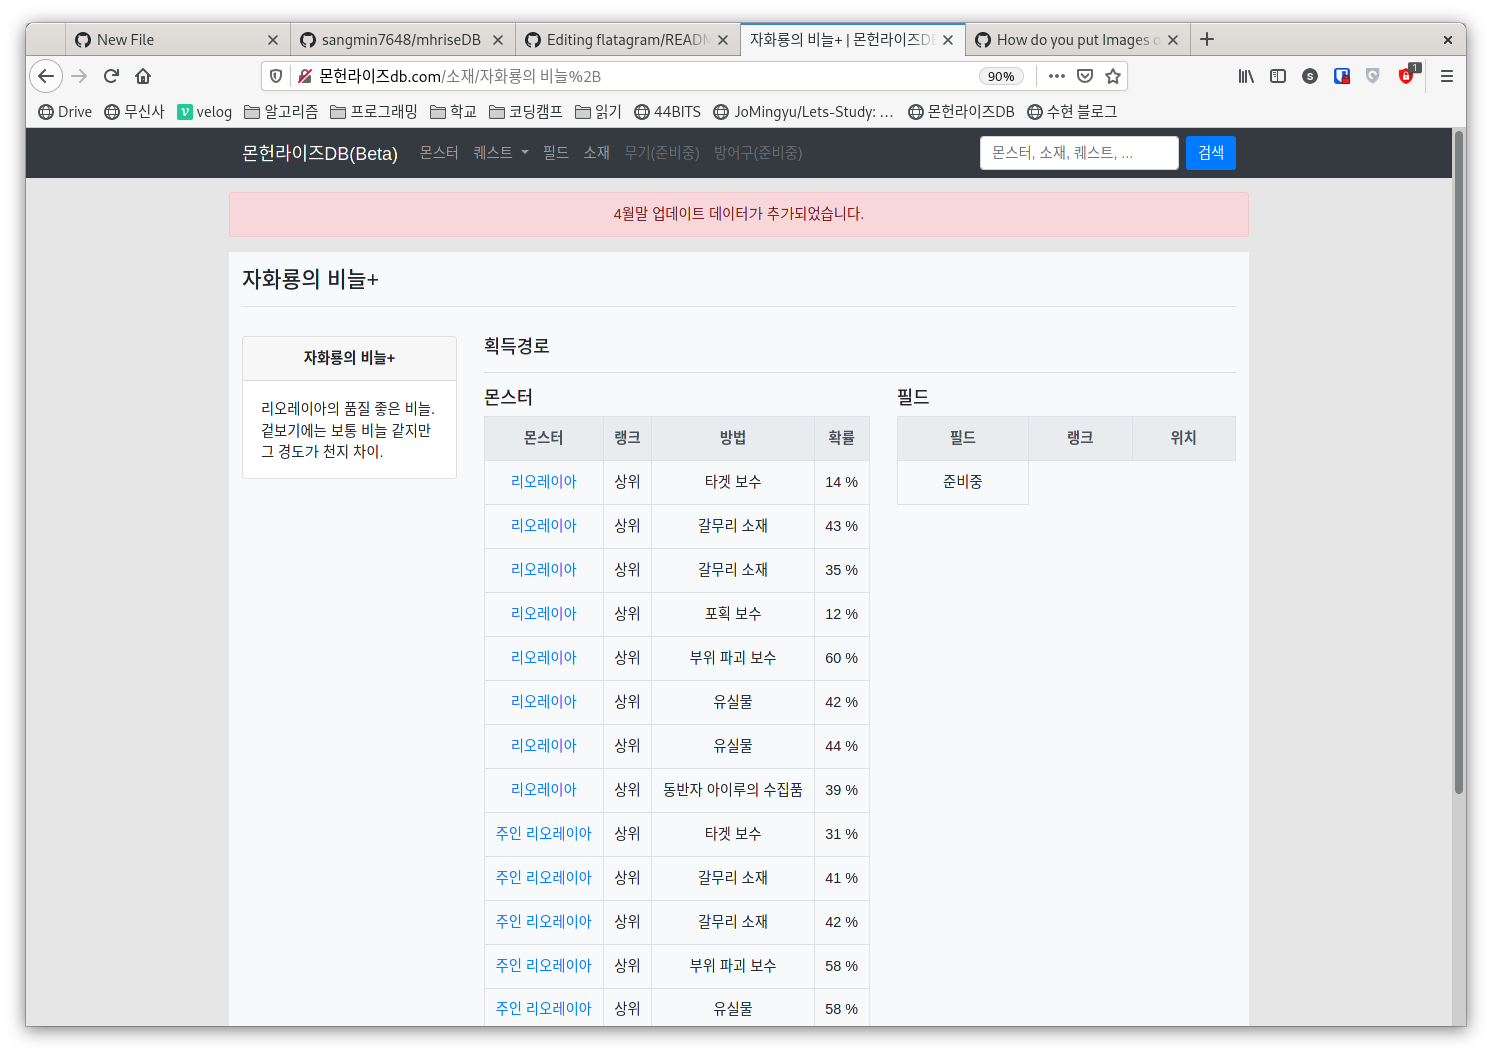 New File
sangmin7648/mhriseDB
Editing flatagram/READM
자화룡의 비늘+ | 몬헌라이즈DB
How do you put Images o
몬헌라이즈db.com/소재/자화룡의 비늘%2B
90%
S
1
Drive
무신사
velog
알고리즘
프로그래밍
학교
코딩캠프
읽기
44BITS
JoMingyu/Lets-Study: ...
몬헌라이즈DB
수현 블로그
몬헌라이즈DB(Beta) 몬스터 퀘스트 필드 소재 무기(준비중) 방어구(준비중) 몬스터, 소재, 퀘스트, ... 검색
4월말 업데이트 데이터가 추가되었습니다.
자화룡의 비늘+
자화룡의 비늘+
리오레이아의 품질 좋은 비늘.
겉보기에는 보통 비늘 같지만
그 경도가 천지 차이.
획득경로
몬스터
몬스터 랭크 방법 확률
리오레이아 상위 타겟 보수 14 %
리오레이아 상위 갈무리 소재 43 %
리오레이아 상위 갈무리 소재 35 %
리오레이아 상위 포획 보수 12 %
리오레이아 상위 부위 파괴 보수 60 %
리오레이아 상위 유실물 42 %
리오레이아 상위 유실물 44 %
리오레이아 상위 동반자 아이루의 수집품 39 %
주인 리오레이아 상위 타겟 보수 31 %
주인 리오레이아 상위 갈무리 소재 41 %
주인 리오레이아 상위 갈무리 소재 42 %
주인 리오레이아 상위 부위 파괴 보수 58 %
주인 리오레이아 상위 유실물 58 %
필드
필드 랭크 위치
준비중